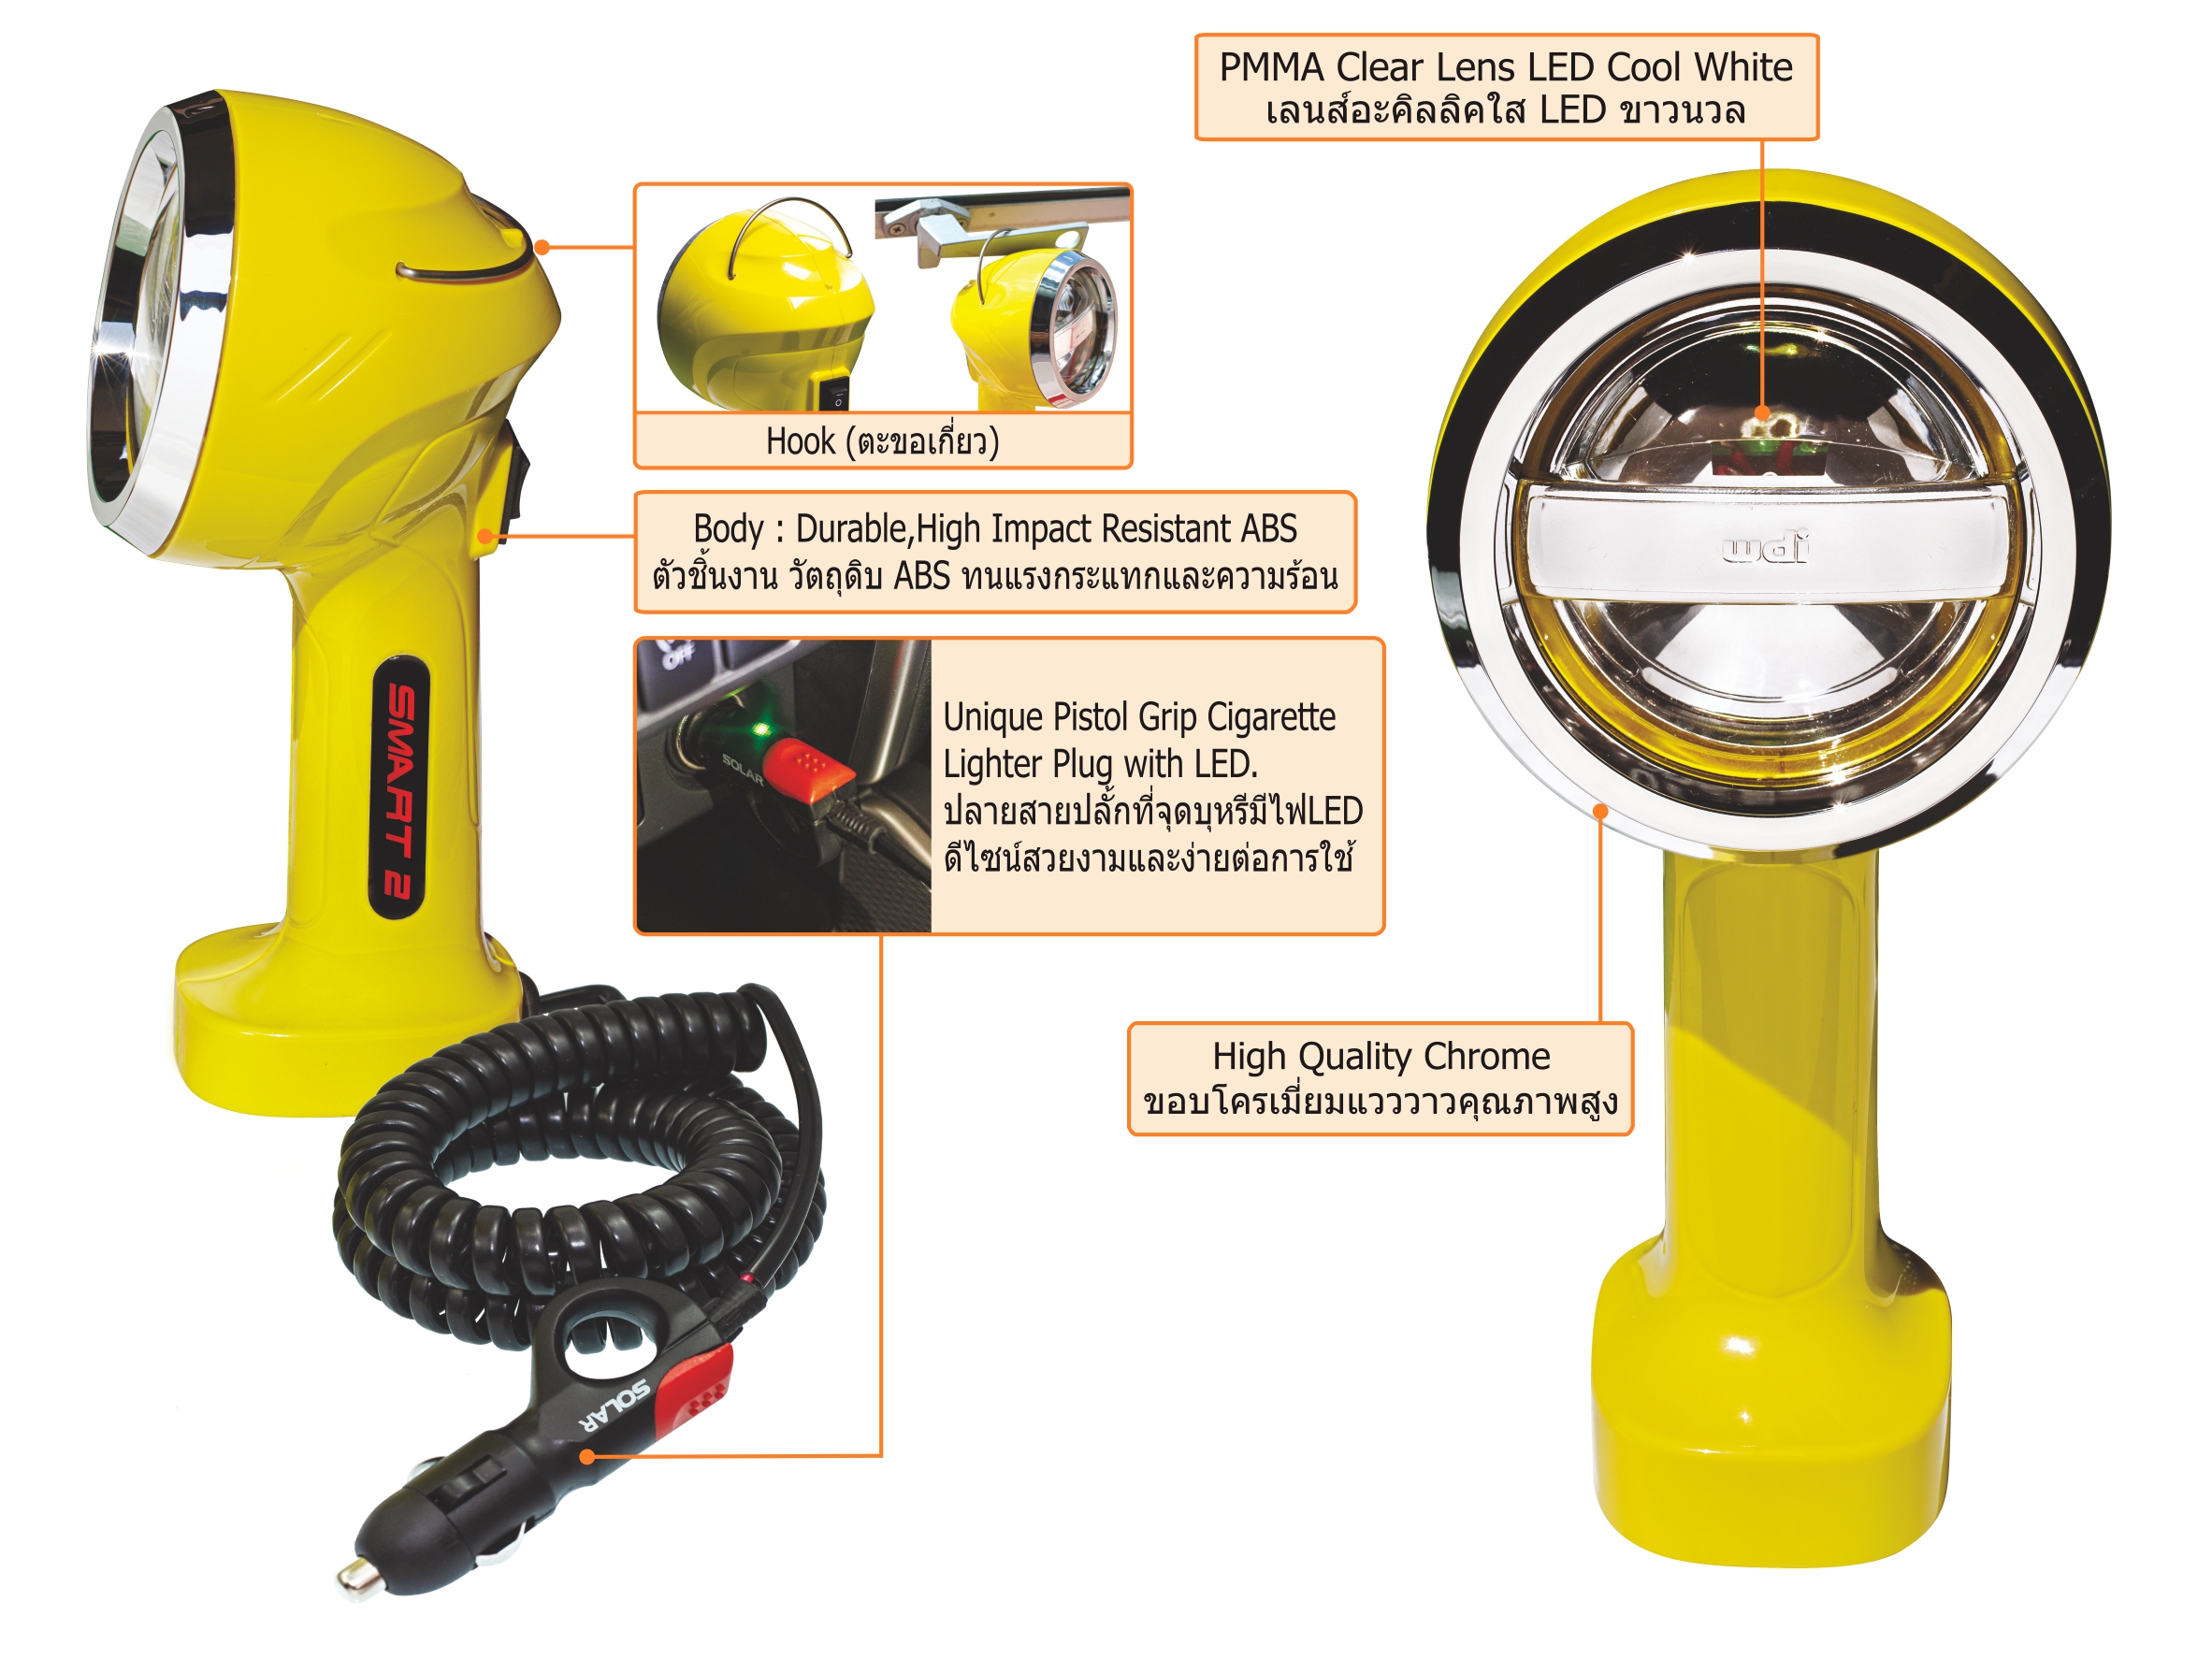 PMMA Clear Lens LED Cool White
เลนส์อะคิลลิคใส LED ขาวนวล
Hook (ตะขอเกี่ยว)
Body : Durable,High Impact Resistant ABS
ตัวชิ้นงาน วัตถุดิบ ABS ทนแรงกระแทกและความร้อน
wdi
OFF
SOLAR
Unique Pistol Grip Cigarette
Lighter Plug with LED.
ปลายสายปลั้กที่จุดบุหรีมีไฟLED
ดีไซน์สวยงามและง่ายต่อการใช้
SMART 2
High Quality Chrome
ขอบโครเมี่ยมแวววาวคุณภาพสูง
SOLAR